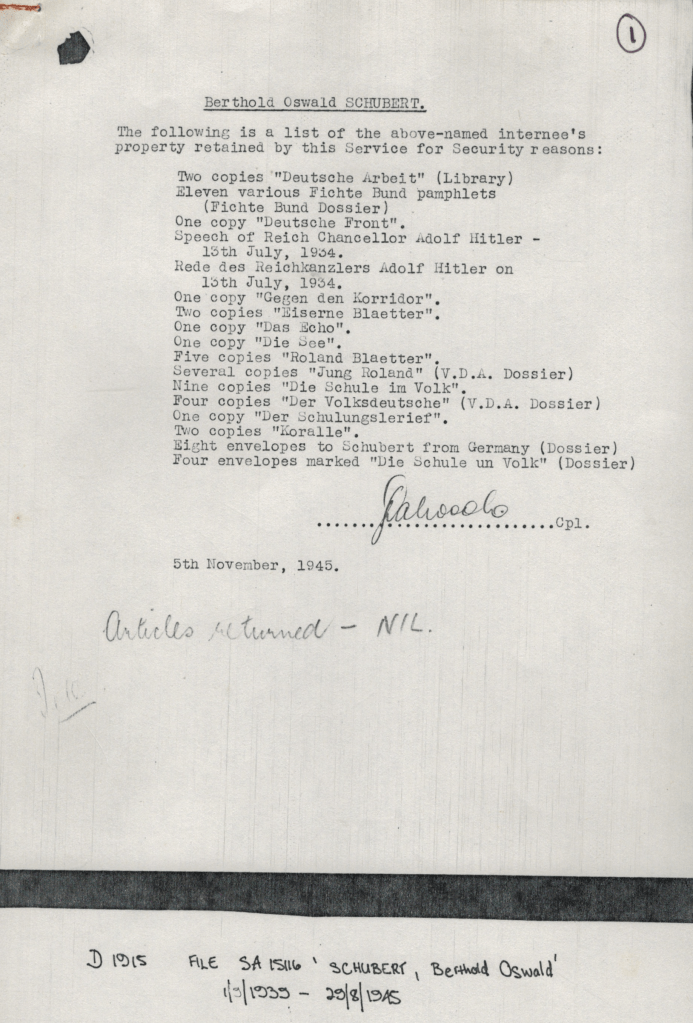 1
Berthold Oswald SCHUBERT.
The following is a list of the above-named internee's
property retained by this Service for Security reasons:
Two copies "Deutsche Arbeit" (Library)
Eleven various Fichte Bund pamphlets
(Fichte Bund Dossier)
One copy "Deutsche Front".
Speech of Reich Chancellor Adolf Hitler -
13th July, 1934.
Rede des Reichkanzlers Adolf Hitler on
13th July, 1934.
One copy "Gegen den Korridor".
Two copies "Eiserne Blaetter".
One copy "Das Echo".
One copy "Die See".
Five copies "Roland Blaetter".
Several copies "Jung Roland" (V.D.A. Dossier)
Nine copies "Die Schule im Volk".
Four copies "Der Volksdeutsche" (V.D.A. Dossier)
One copy "Der Schulungslerief".
Two copies "Koralle".
Eight envelopes to Schubert from Germany (Dossier)
Four envelopes marked "Die Schule un Volk" (Dossier)
Cpl.
5th November, 1945.
Articles returned - NIL.
D 1915 FILE SA 15116 ' SCHUBERT, Berthold Oswald'
1/9/1939 - 29/8/1945